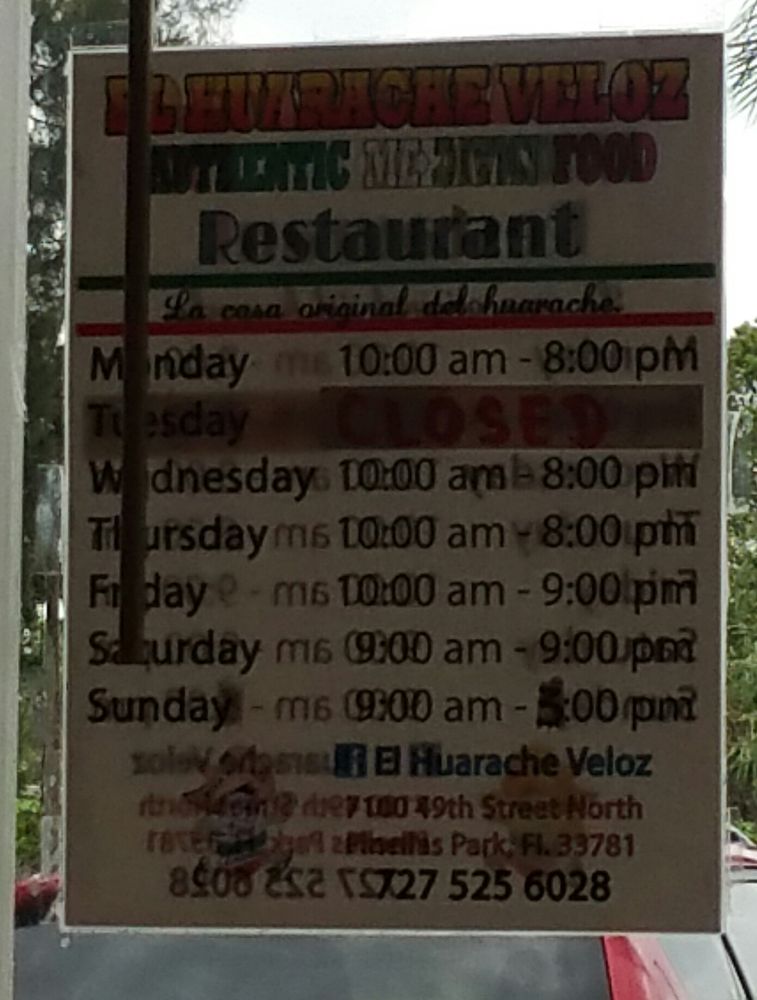 EL HUARACHE VELOZ
AUTHENTIC MEXICAN FOOD
Restaurant
La casa original del huarache.
Monday 10:00 am - 8:00 pm
Tuesday CLOSED
Wednesday 10:00 am - 8:00 pm
Thursday 10:00 am - 8:00 pm
Friday 10:00 am - 9:00 pm
Saturday 9:00 am - 9:00 pm
Sunday 9:00 am - 5:00 pm
f El Huarache Veloz
7100 49th Street North
Pinellas Park, Fl. 33781
727 525 6028